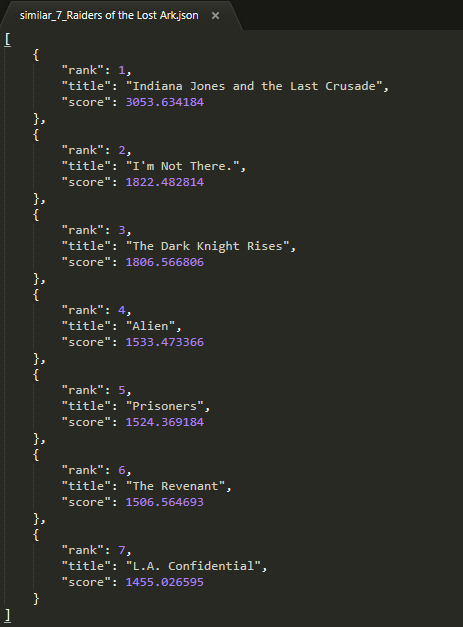 similar_7_Raiders of the Lost Ark.json ×
[
    {
        "rank": 1,
        "title": "Indiana Jones and the Last Crusade",
        "score": 3053.634184
    },
    {
        "rank": 2,
        "title": "I'm Not There.",
        "score": 1822.482814
    },
    {
        "rank": 3,
        "title": "The Dark Knight Rises",
        "score": 1806.566806
    },
    {
        "rank": 4,
        "title": "Alien",
        "score": 1533.473366
    },
    {
        "rank": 5,
        "title": "Prisoners",
        "score": 1524.369184
    },
    {
        "rank": 6,
        "title": "The Revenant",
        "score": 1506.564693
    },
    {
        "rank": 7,
        "title": "L.A. Confidential",
        "score": 1455.026595
    }
]